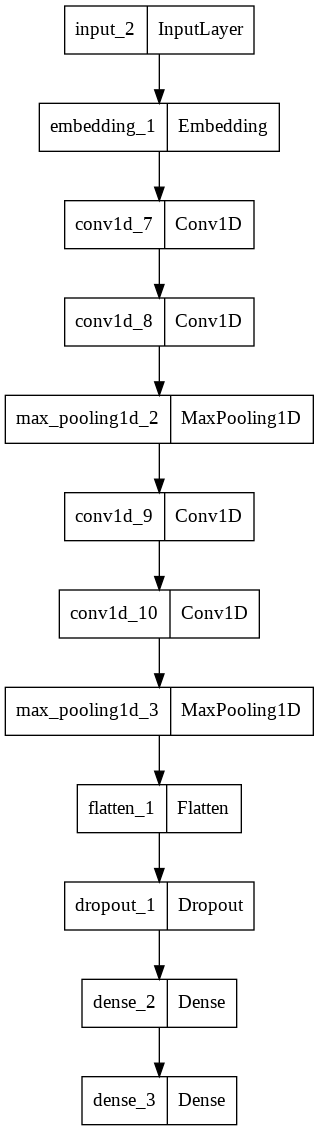 input_2 InputLayer
embedding_1 Embedding
conv1d_7 Conv1D
conv1d_8 Conv1D
max_pooling1d_2 MaxPooling1D
conv1d_9 Conv1D
conv1d_10 Conv1D
max_pooling1d_3 MaxPooling1D
flatten_1 Flatten
dropout_1 Dropout
dense_2 Dense
dense_3 Dense